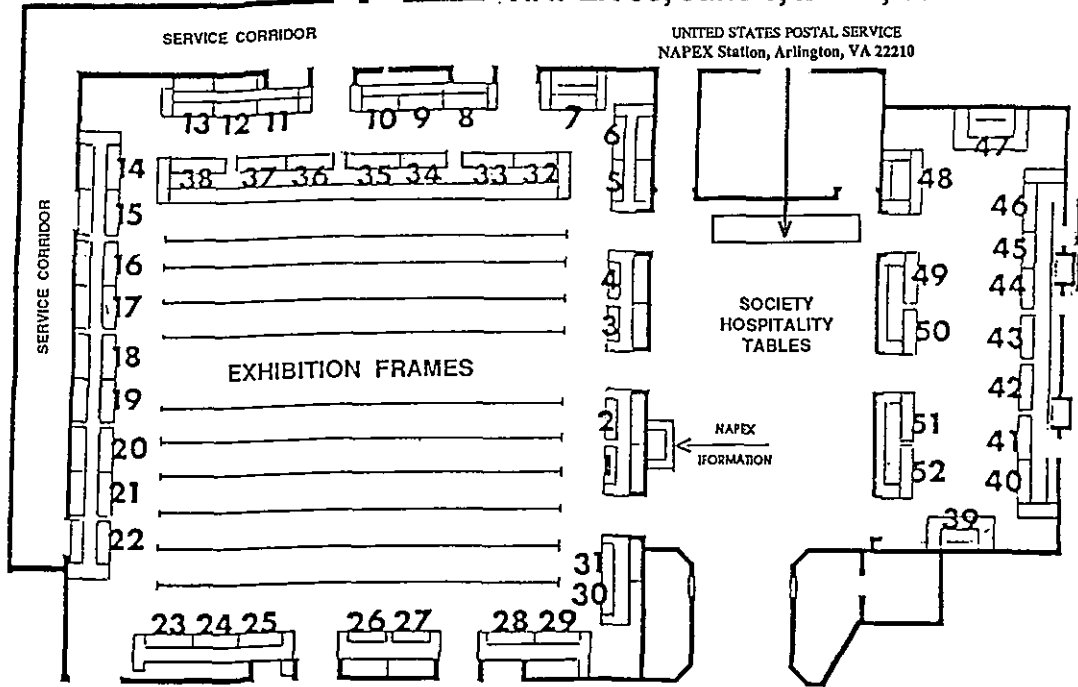 SERVICE CORRIDOR
UNITED STATES POSTAL SERVICE
NAPEX Station, Arlington, VA 22210
13 12 11
10 9 8
7
6
5
47
48
14
15
16
17
18
19
20
21
22
SERVICE CORRIDOR
38 37 36 35 34 33 32
46
45
44
43
42
41
40
4
3
49
50
SOCIETY
HOSPITALITY
TABLES
EXHIBITION FRAMES
2
1
NAPEX
IFORMATION
51
52
39
31
30
23 24 25
26 27
28 29